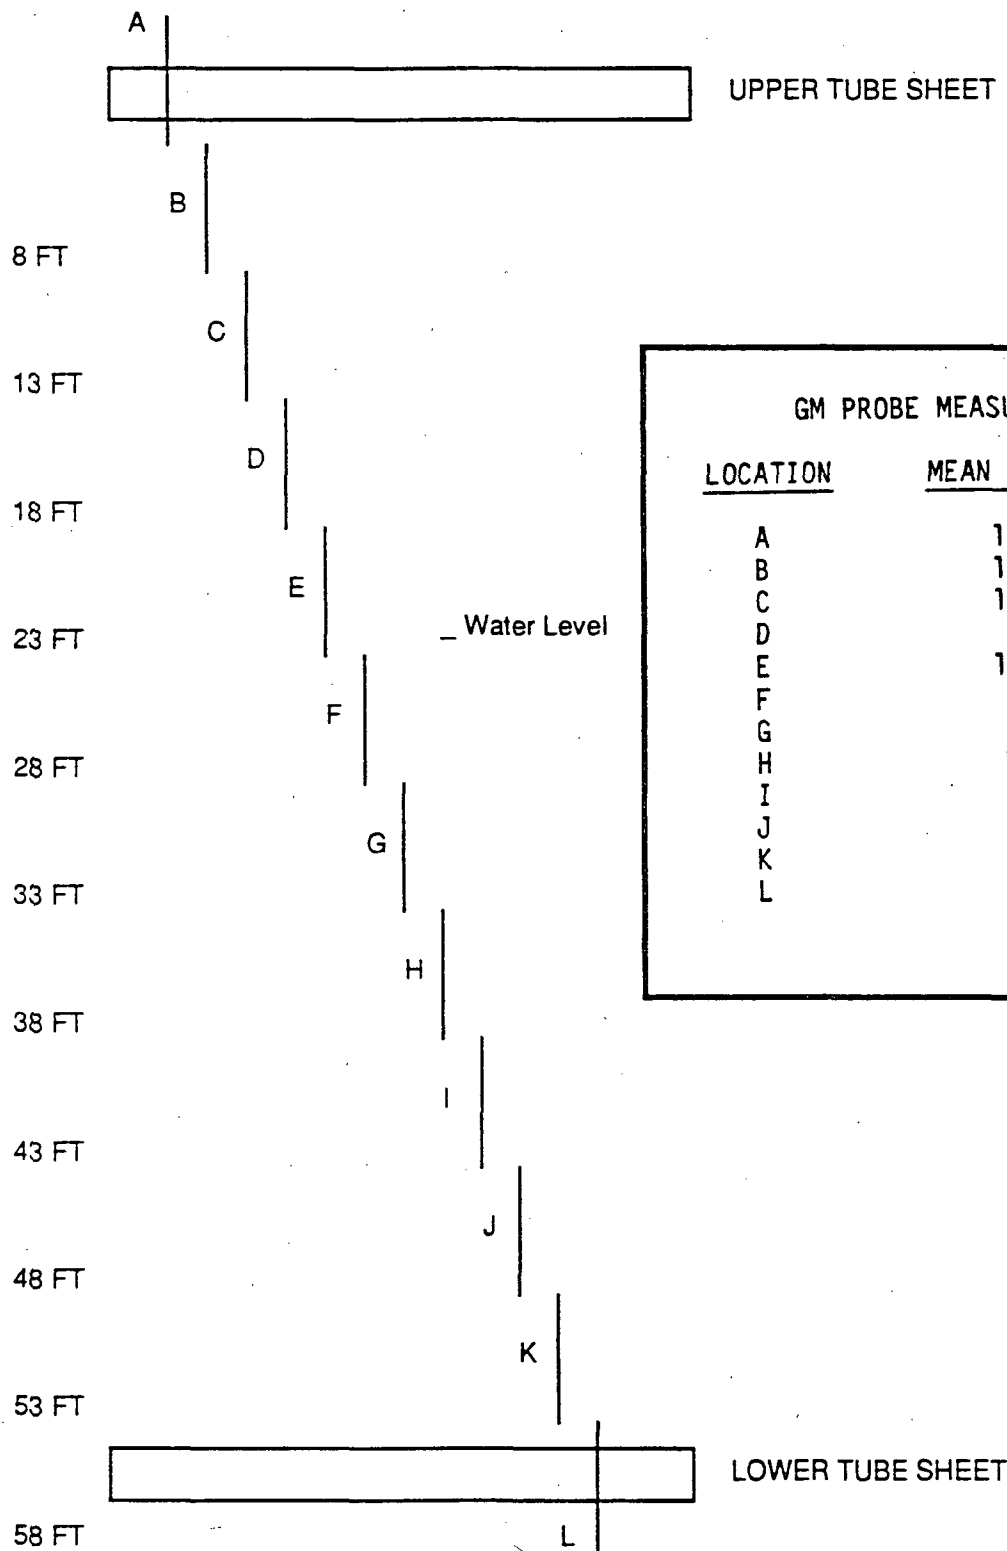 A
UPPER TUBE SHEET
B
8 FT
C
13 FT
D
18 FT
E
23 FT
Water Level
F
28 FT
G
33 FT
H
38 FT
I
43 FT
J
48 FT
K
53 FT
LOWER TUBE SHEET
58 FT
L
GM PROBE
LOCATION MEAN
A 1
B 1
C 1
D
E 1
F
G
H
I
J
K
L